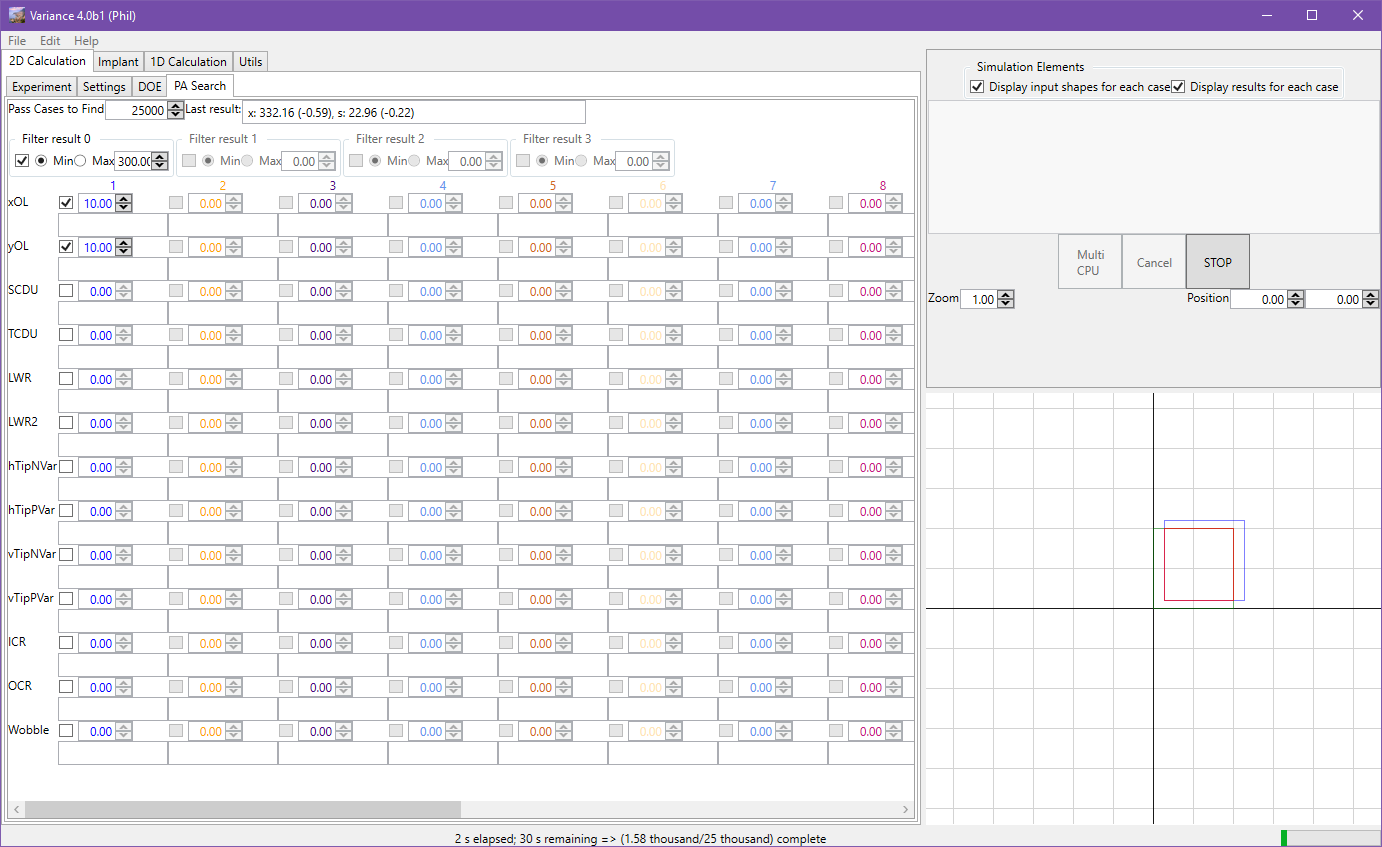 Variance 4.0b1 (Phil)
File Edit Help
2D Calculation Implant 1D Calculation Utils
Experiment Settings DOE PA Search
Pass Cases to Find 25000 Last result: x: 332.16 (-0.59), s: 22.96 (-0.22)
Filter result 0 Filter result 1 Filter result 2 Filter result 3
Min Max 300.00 Min Max 0.00 Min Max 0.00 Min Max 0.00
1 2 3 4 5 6 7 8
xOL 10.00 0.00 0.00 0.00 0.00 0.00 0.00 0.00
yOL 10.00 0.00 0.00 0.00 0.00 0.00 0.00 0.00
SCDU 0.00 0.00 0.00 0.00 0.00 0.00 0.00 0.00
TCDU 0.00 0.00 0.00 0.00 0.00 0.00 0.00 0.00
LWR 0.00 0.00 0.00 0.00 0.00 0.00 0.00 0.00
LWR2 0.00 0.00 0.00 0.00 0.00 0.00 0.00 0.00
hTipNVar 0.00 0.00 0.00 0.00 0.00 0.00 0.00 0.00
hTipPVar 0.00 0.00 0.00 0.00 0.00 0.00 0.00 0.00
vTipNVar 0.00 0.00 0.00 0.00 0.00 0.00 0.00 0.00
vTipPVar 0.00 0.00 0.00 0.00 0.00 0.00 0.00 0.00
ICR 0.00 0.00 0.00 0.00 0.00 0.00 0.00 0.00
OCR 0.00 0.00 0.00 0.00 0.00 0.00 0.00 0.00
Wobble 0.00 0.00 0.00 0.00 0.00 0.00 0.00 0.00
Simulation Elements
Display input shapes for each case Display results for each case
Multi
CPU
Cancel
STOP
Zoom 1.00 Position 0.00 0.00
2 s elapsed; 30 s remaining => (1.58 thousand/25 thousand) complete